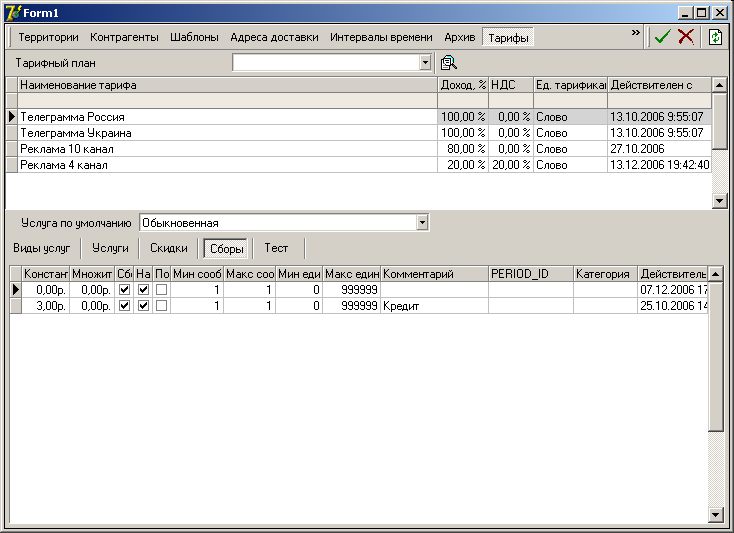 Form1
Территории Контрагенты Шаблоны Адреса доставки Интервалы времени Архив Тарифы »
Тарифный план
Наименование тарифа Доход, % НДС Ед. тарификаı Действителен с
Телеграмма Россия 100,00 % 0,00 % Слово 13.10.2006 9:55:07
Телеграмма Украина 100,00 % 0,00 % Слово 13.10.2006 9:55:07
Реклама 10 канал 80,00 % 0,00 % Слово 27.10.2006
Реклама 4 канал 20,00 % 20,00 % Слово 13.12.2006 19:42:40
Услуга по умолчанию Обыкновенная
Виды услуг Услуги Скидки Сборы Тест
Констант Множит Сбо На По Мин сооб Макс соо Мин еди Макс един Комментарий PERIOD_ID Категория Действитель
0,00р. 0,00р. 1 1 0 999999 07.12.2006 17
3,00р. 0,00р. 1 1 0 999999 Кредит 25.10.2006 14